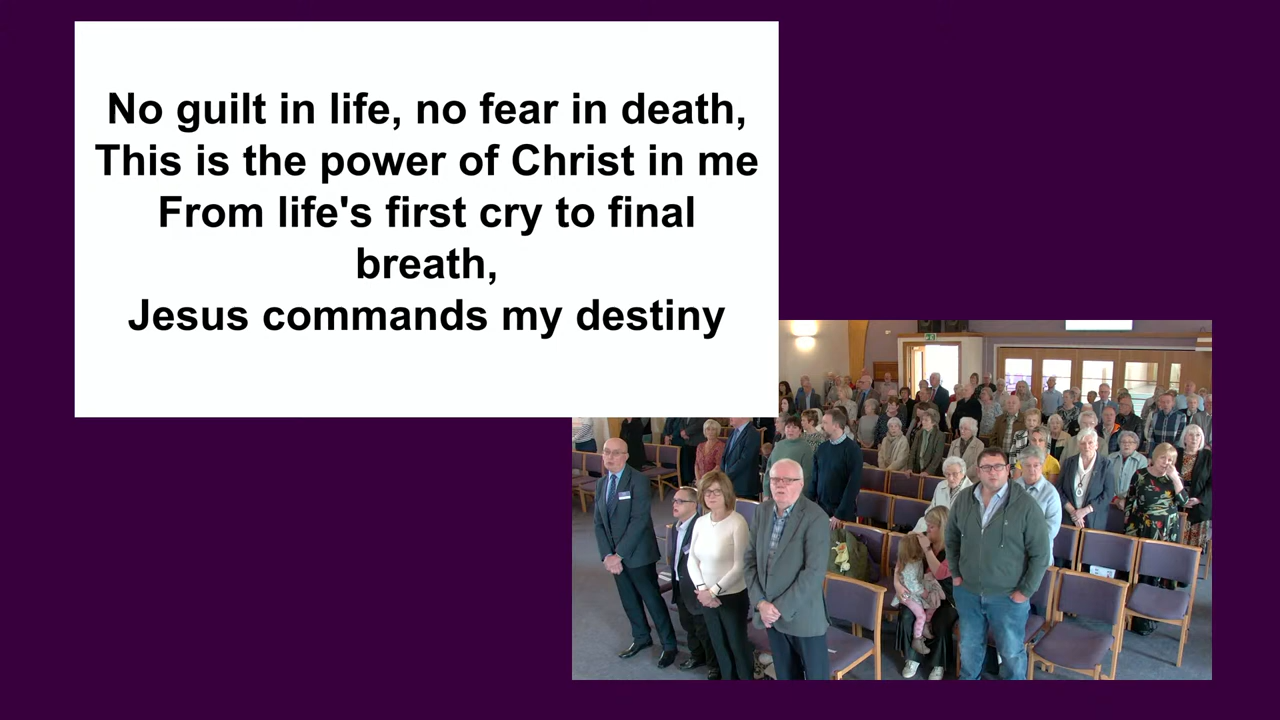 No guilt in life, no fear in death,
This is the power of Christ in me
From life's first cry to final
breath,
Jesus commands my destiny